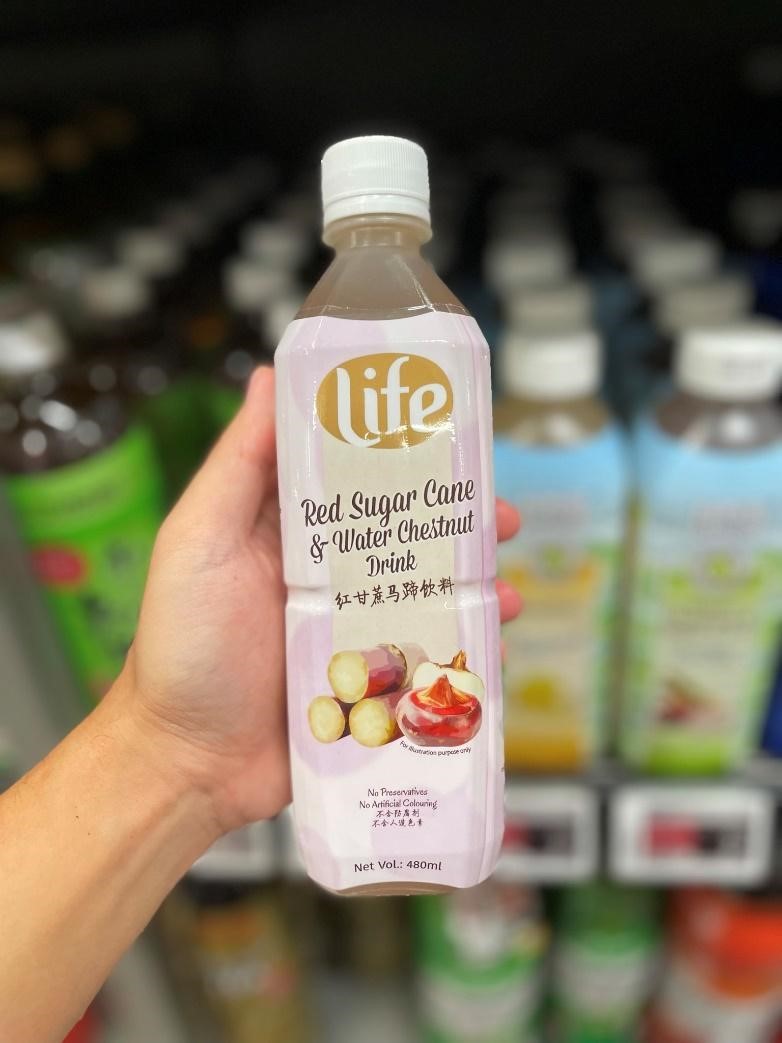 Life
Red Sugar Cane
& Water Chestnut
Drink
红甘蔗马蹄饮料
For illustration purpose only
No Preservatives
No Artificial Colouring
不含防腐剂
不含人造色素
Net Vol.: 480ml